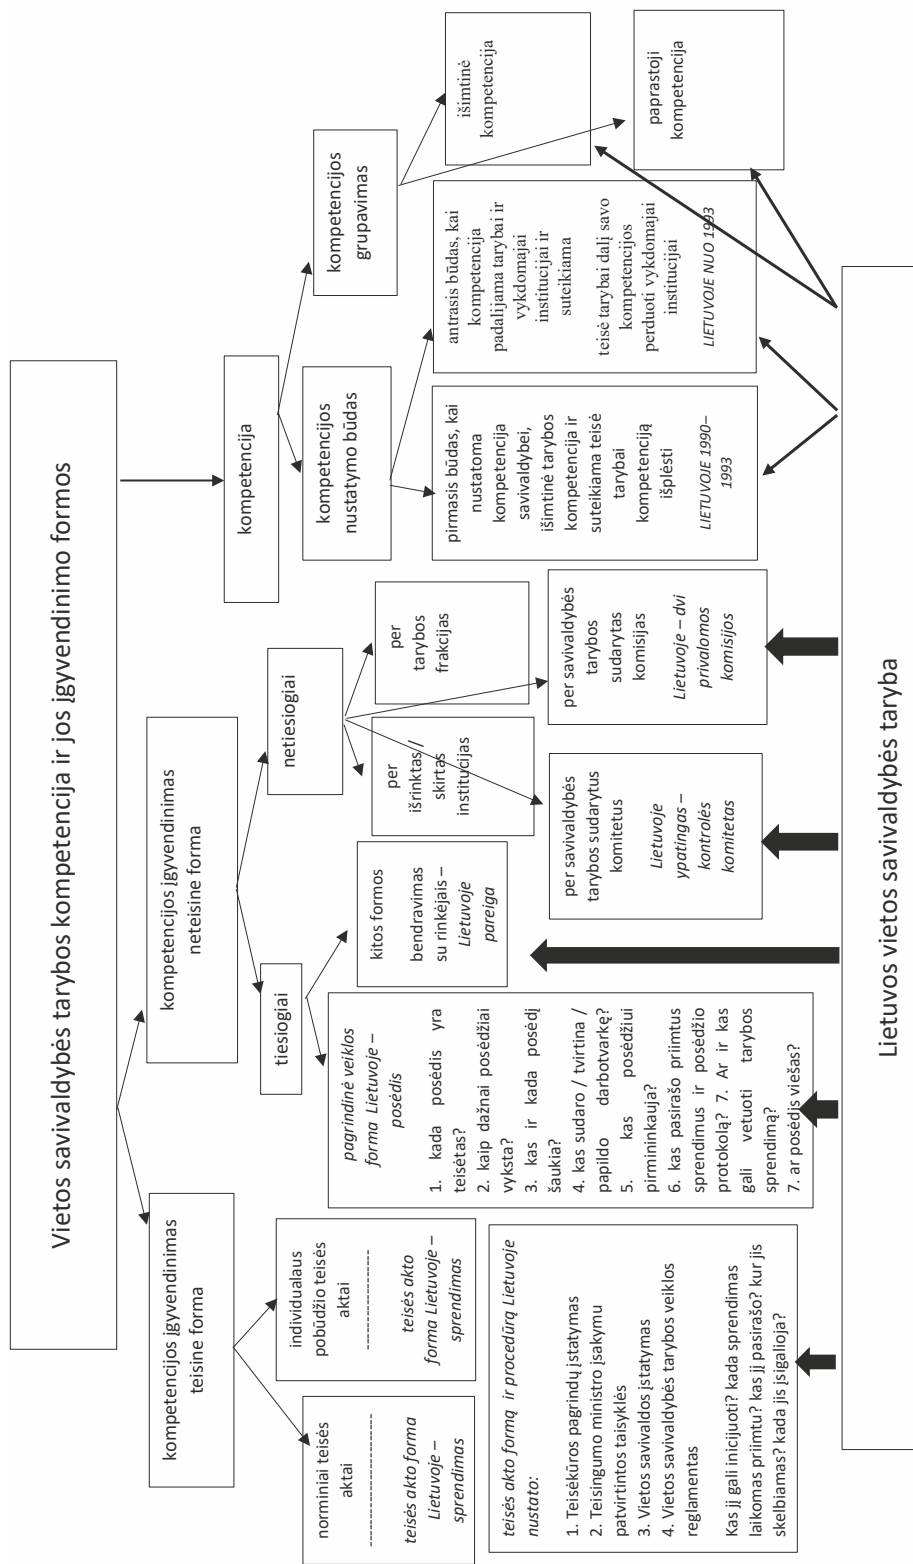 Vietos savivaldybės tarybos kompetencija ir jos įgyvendinimo formos
kompetencijos įgyvendinimas
teisine forma
norminiai teisės
aktai
------------------
teisės akto forma
Lietuvoje –
sprendimas
individualaus
pobūdžio teisės
aktai
------------------
teisės akto
forma Lietuvoje –
sprendimas
teisės akto formą ir procedūrą Lietuvoje
nustato:
1. Teisėkūros pagrindų įstatymas
2. Teisingumo ministro įsakymu
patvirtintos taisyklės
3. Vietos savivaldos įstatymas
4. Vietos savivaldybės tarybos veiklos
reglamentas
Kas jį gali inicijuoti? kada sprendimas
laikomas priimtu? kas jį pasirašo? kur jis
skelbiamas? kada jis įsigalioja?
kompetencijos įgyvendinimas
neteisine forma
tiesiogiai
pagrindinė veiklos
forma Lietuvoje –
posėdis
1. kada posėdis yra
teisėtas?
2. kaip dažnai posėdžiai
vyksta?
3. kas ir kada posėdį
šaukia?
4. kas sudaro / tvirtina /
papildo darbotvarkę?
5. kas posėdžiui
pirmininkauja?
6. kas pasirašo priimtus
sprendimus ir posėdžio
protokolą? 7. Ar ir kas
gali vetuoti tarybos
sprendimą?
7. ar posėdis viešas?
kitos formos
bendravimas
su rinkėjais –
Lietuvoje
pareiga
netiesiogiai
per
išrinktas /
skirtas
institucijas
per
tarybos
frakcijas
per savivaldybės
tarybos sudarytus
komitetus
Lietuvoje
ypatingas –
kontrolės
komitetas
per savivaldybės
tarybos
sudarytas
komisijas
Lietuvoje – dvi
privalomos
komisijos
kompetencija
kompetencijos
nustatymo būdas
pirmasis būdas, kai
nustatoma
kompetencija
savivaldybei,
išimtinė tarybos
kompetencija ir
suteikiama teisė
tarybai
kompetenciją
išplėsti
LIETUVOJE 1990–
1993
antrasis būdas, kai
kompetencija
padalijama tarybai ir
vykdomajai
institucijai ir
suteikiama
teisė tarybai dalį savo
kompetencijos
perduoti vykdomajai
institucijai
LIETUVOJE NUO 1993
kompetencijos
grupavimas
išimtinė
kompetencija
paprastoji
kompetencija
Lietuvos vietos savivaldybės taryba